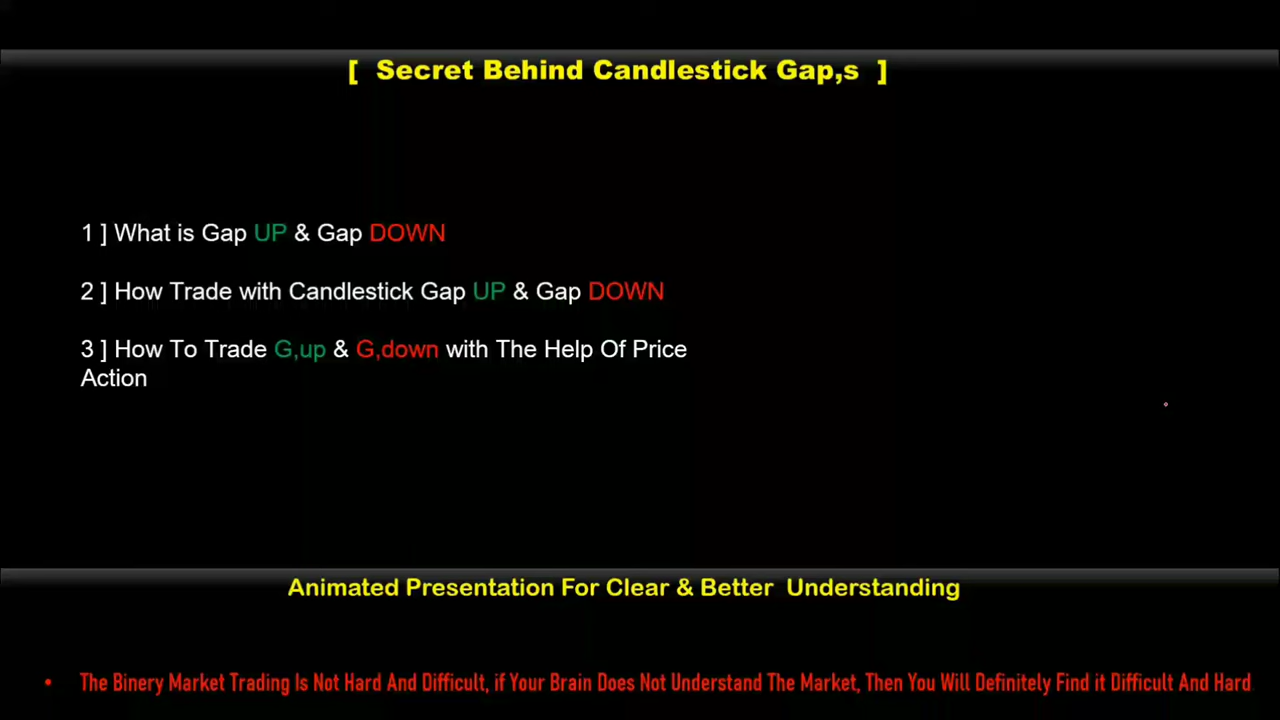 [ Secret Behind Candlestick Gap,s ]
1 ] What is Gap UP & Gap DOWN
2 ] How Trade with Candlestick Gap UP & Gap DOWN
3 ] How To Trade G,up & G,down with The Help Of Price
Action
Animated Presentation For Clear & Better Understanding
• The Binery Market Trading Is Not Hard And Difficult, if Your Brain Does Not Understand The Market, Then You Will Definitely Find it Difficult And Hard